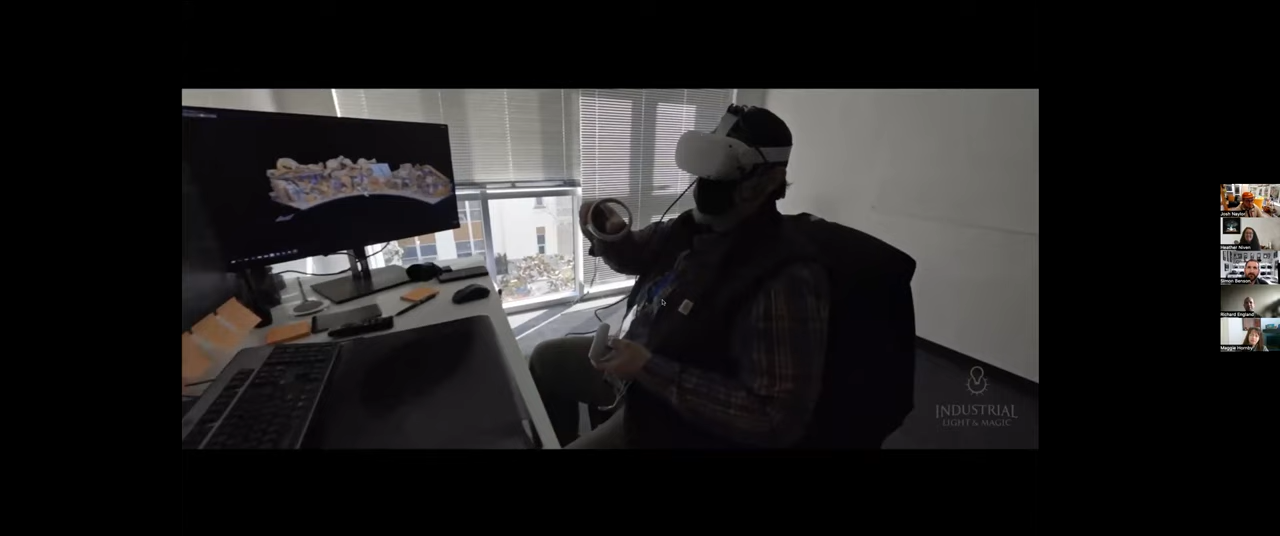 INDUSTRIAL
LIGHT & MAGIC
Josh Naylor
Heather Niven
Simon Benson
Richard England
Maggie Hornby